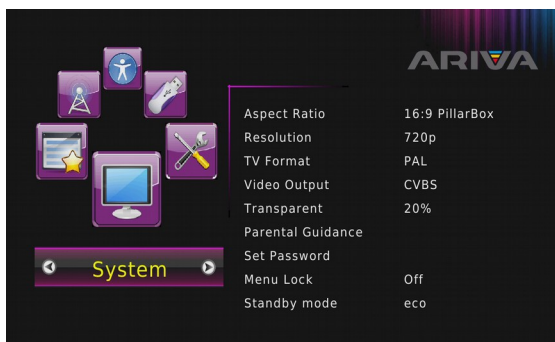 ARIVA
Aspect Ratio 16:9 PillarBox
Resolution 720p
TV Format PAL
Video Output CVBS
Transparent 20%
Parental Guidance
Set Password
Menu Lock Off
Standby mode eco
System